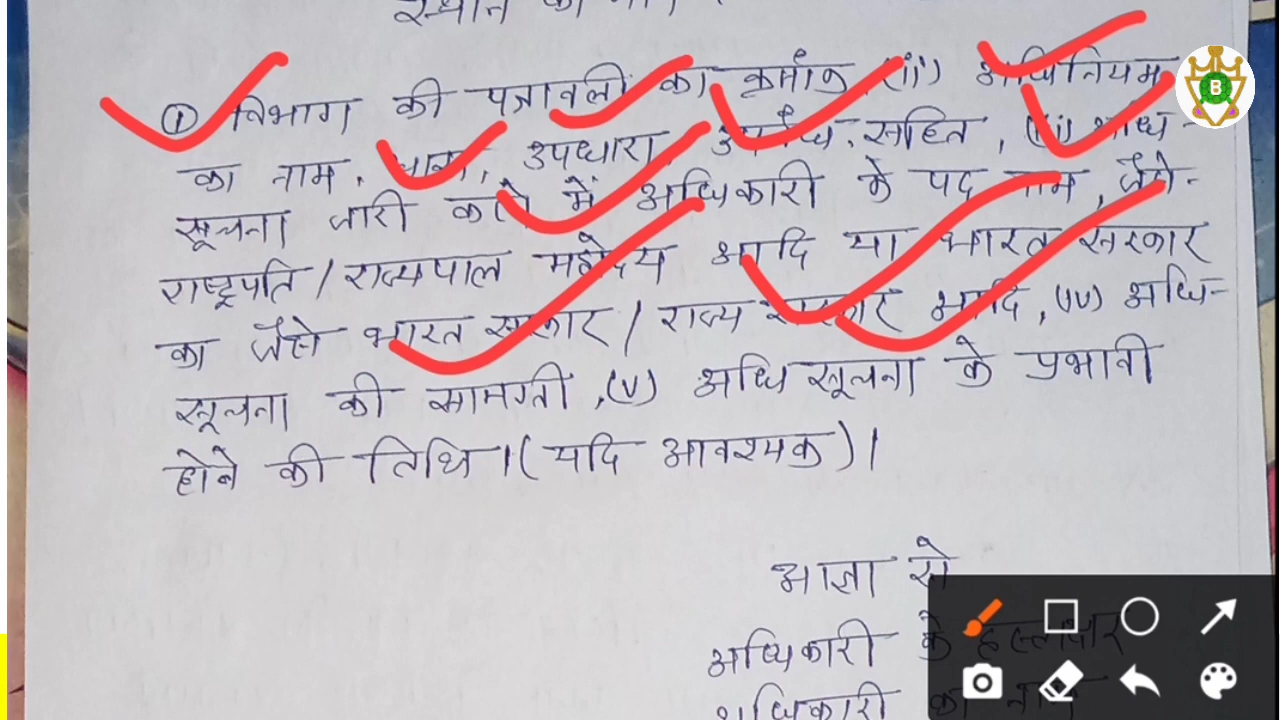 स्थान का नाम
① विभाग की पत्रावली का क्रमांक, (ii) अधिनियम
का नाम, धारा, उपधारा, उपबंध सहित, (iii) अधि-
सूचना जारी करने में अधिकारी के पद नाम, जैसे-
राष्ट्रपति / राज्यपाल महोदय आदि या भारत सरकार
का जैसे भारत सरकार / राज्य सरकार आदि, (iv) अधि-
सूचना की सामग्री, (v) अधिसूचना के प्रभावी
होने की तिथि। (यदि आवश्यक)।
आज्ञा से
अधिकारी के हस्ताक्षर
अधिकारी का नाम
B